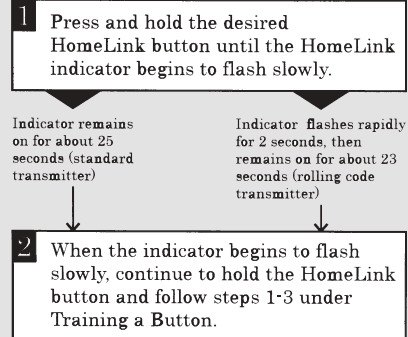 1
Press and hold the desired
HomeLink button until the HomeLink
indicator begins to flash slowly.
Indicator remains
on for about 25
seconds (standard
transmitter)
Indicator flashes rapidly
for 2 seconds, then
remains on for about 23
seconds (rolling code
transmitter)
2
When the indicator begins to flash
slowly, continue to hold the HomeLink
button and follow steps 1-3 under
Training a Button.